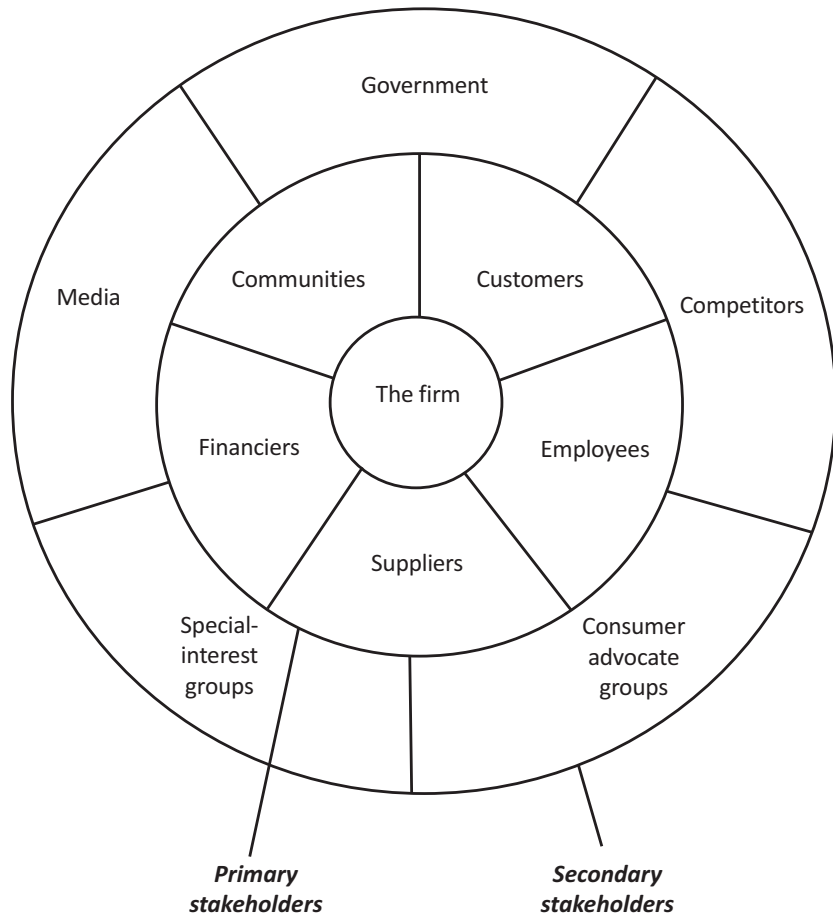 Government
Communities
Customers
Media
Competitors
The firm
Financiers
Employees
Suppliers
Special-
interest
groups
Consumer
advocate
groups
Primary
stakeholders
Secondary
stakeholders